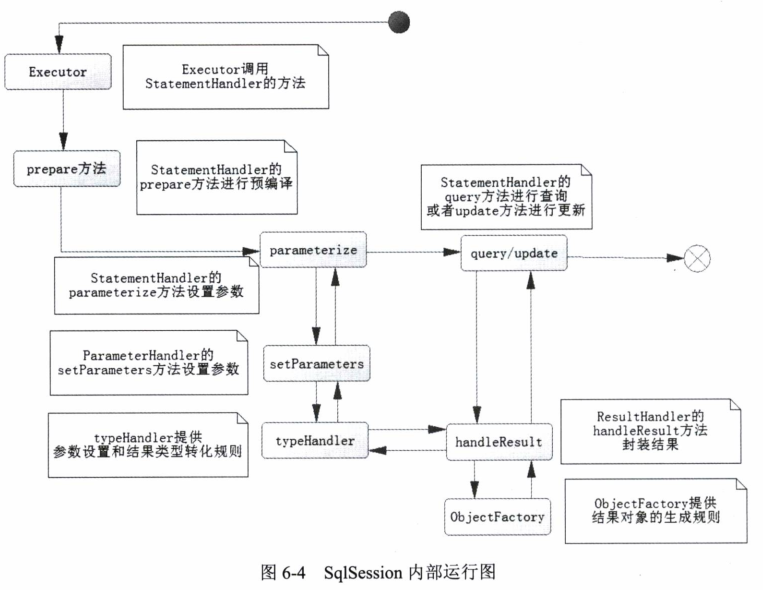 Executor
Executor调用
StatementHandler的方法
prepare方法
StatementHandler的
prepare方法进行预编译
StatementHandler的
query方法进行查询
或者update方法进行更新
parameterize
query/update
StatementHandler的
parameterize方法设置参数
ParameterHandler的
setParameters方法设置参数
setParameters
typeHandler提供
参数设置和结果类型转化规则
typeHandler
handleResult
ResultHandler的
handleResult方法
封装结果
ObjectFactory
ObjectFactory提供
结果对象的生成规则
图 6-4 SqlSession 内部运行图